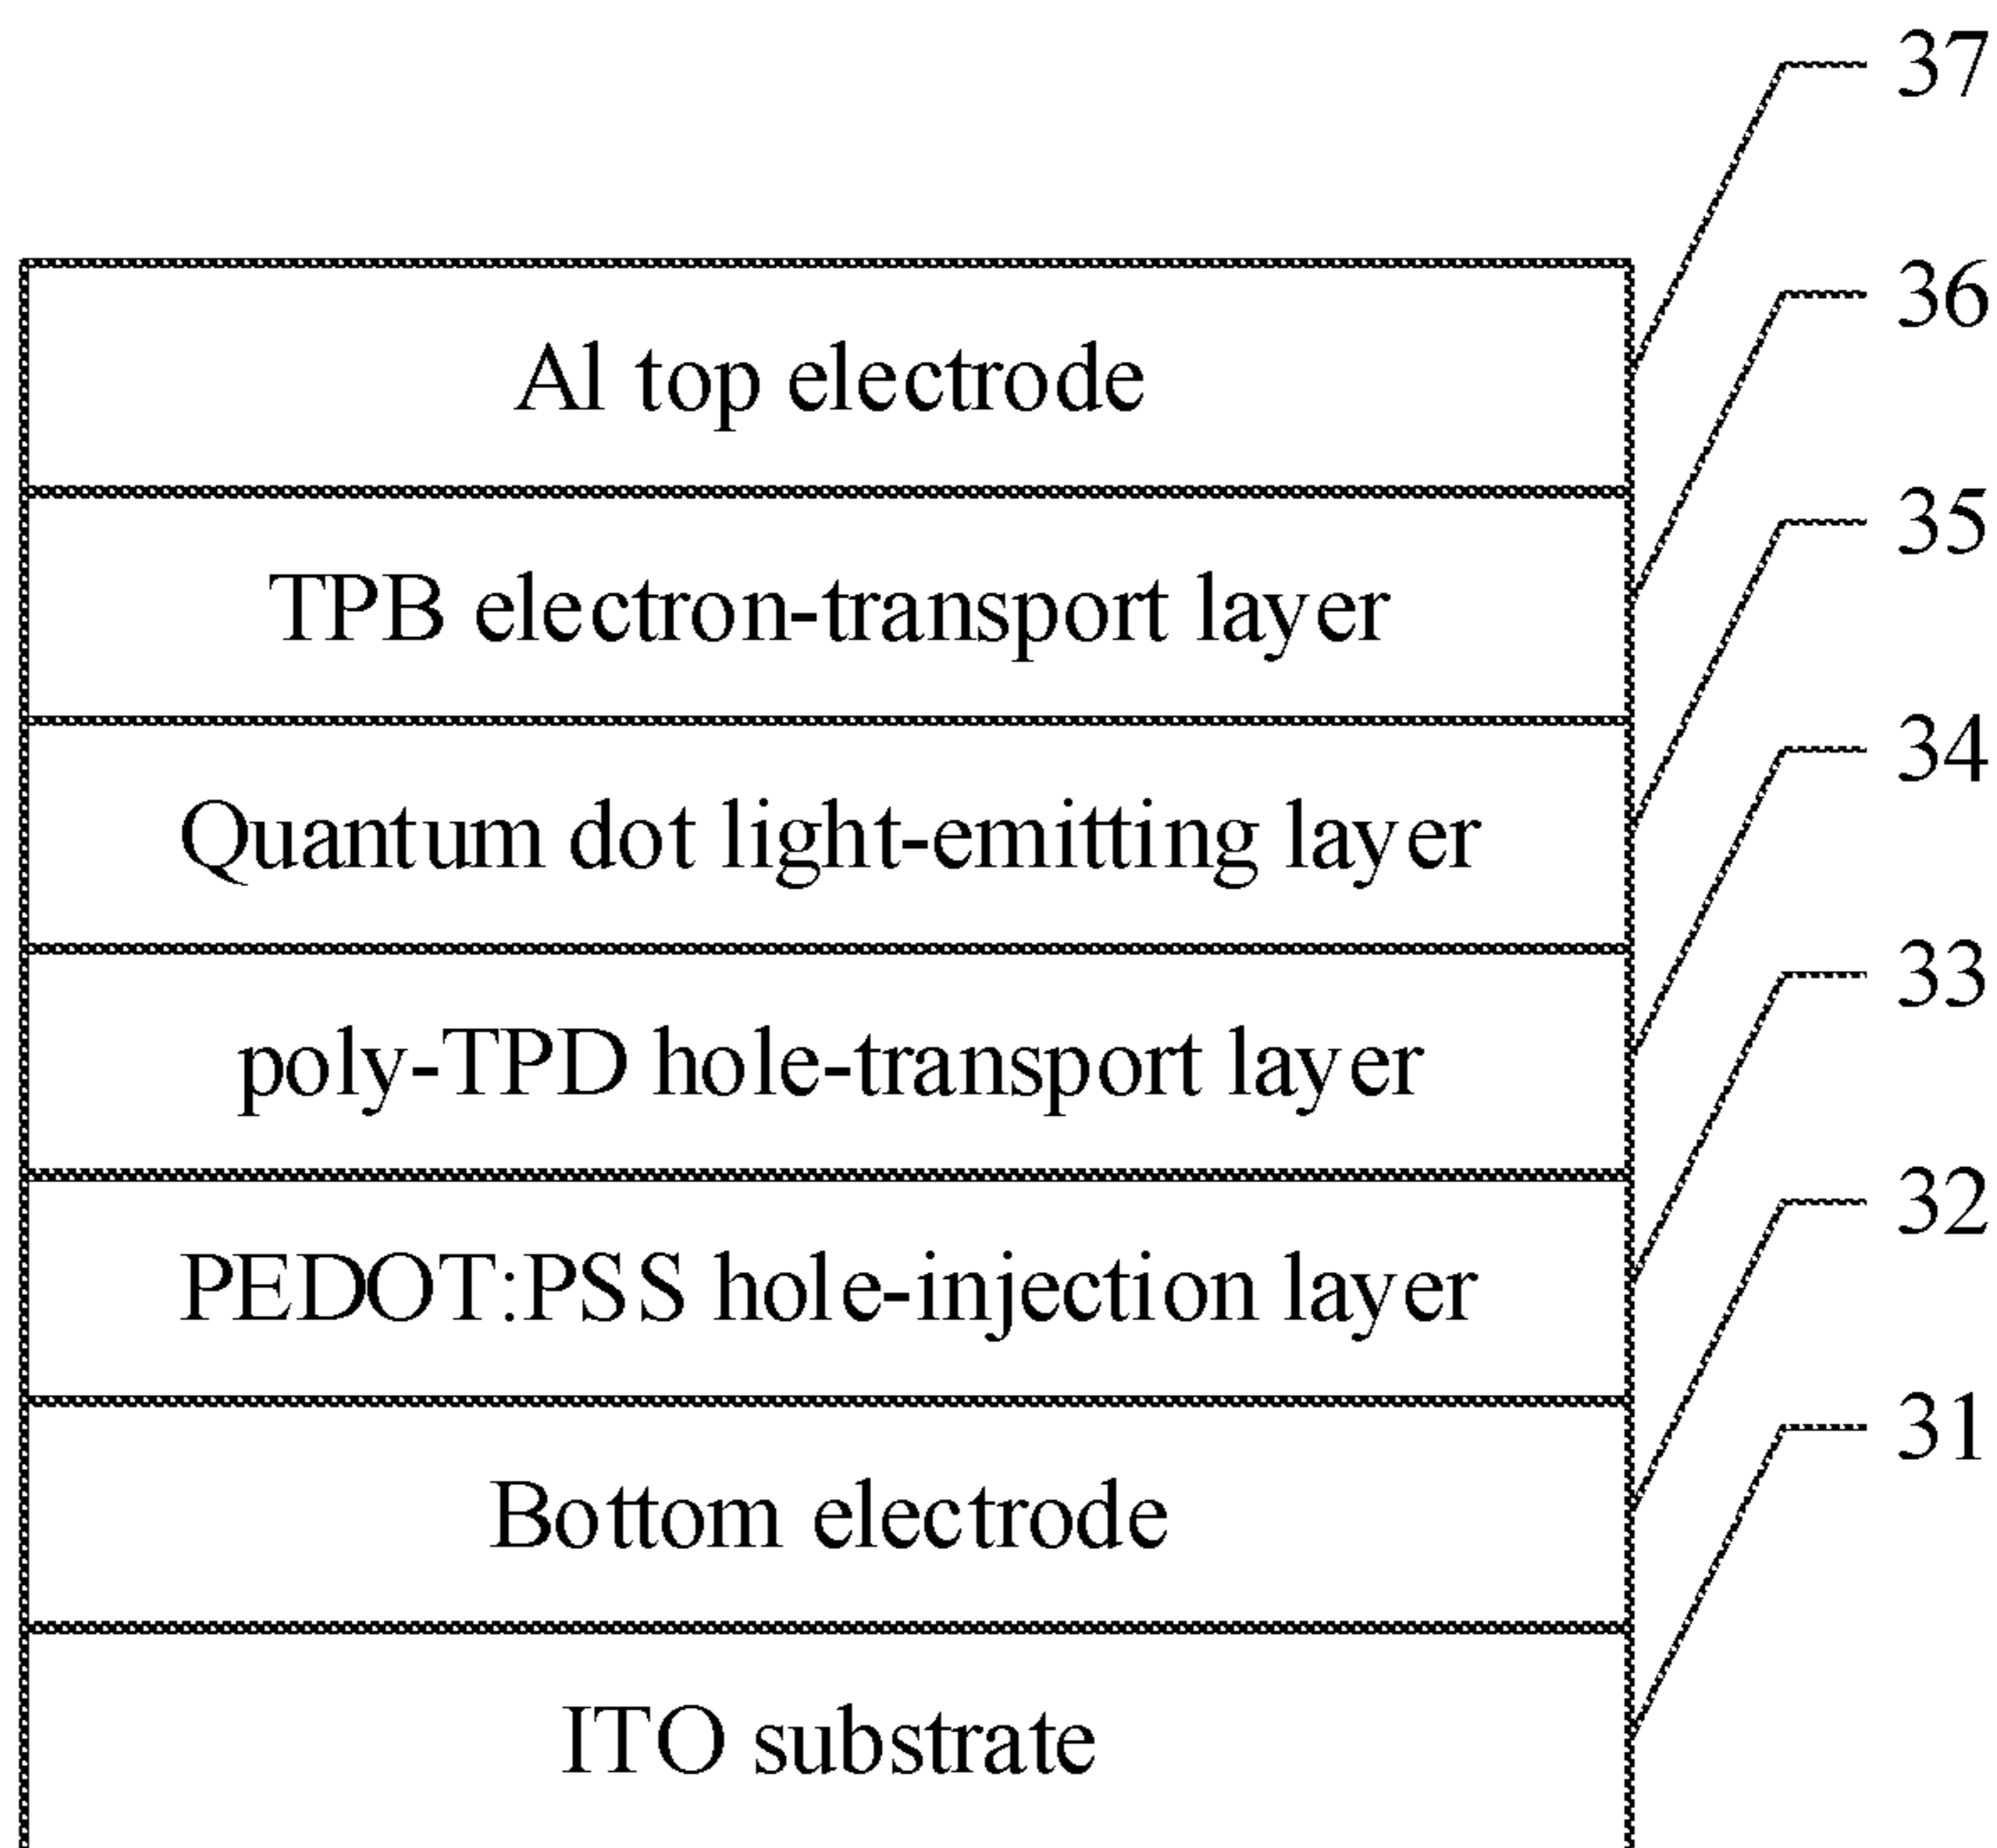 37
Al top electrode
36
TPB electron-transport layer
35
Quantum dot light-emitting layer
34
poly-TPD hole-transport layer
33
PEDOT:PSS hole-injection layer
32
Bottom electrode
31
ITO substrate